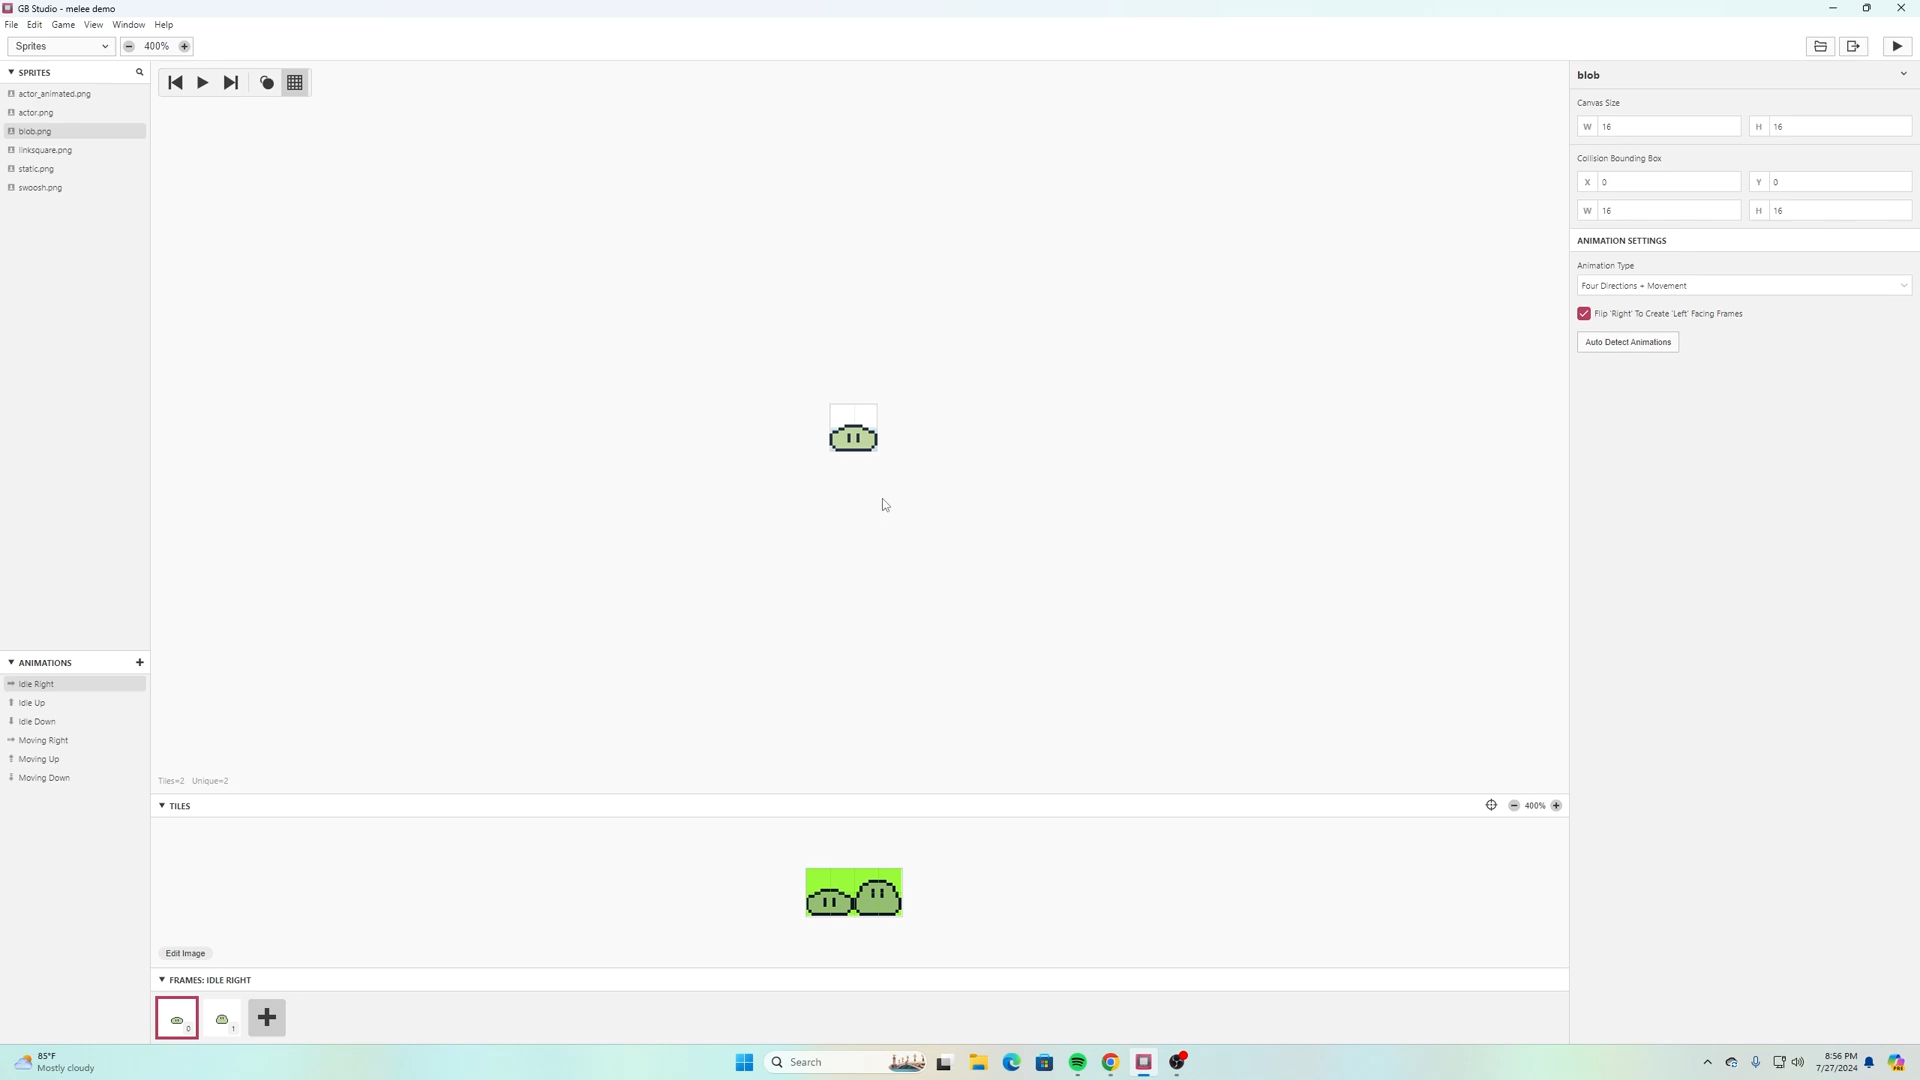 GB Studio - melee demo
File Edit Game View Window Help
Sprites 400%
SPRITES
actor_animated.png
actor.png
blob.png
linksquare.png
static.png
swoosh.png
blob
Canvas Size
W 16 H 16
Collision Bounding Box
X 0 Y 0
W 16 H 16
ANIMATION SETTINGS
Animation Type
Four Directions + Movement
Flip 'Right' To Create 'Left' Facing Frames
Auto Detect Animations
ANIMATIONS
Idle Right
Idle Up
Idle Down
Moving Right
Moving Up
Moving Down
Tiles=2 Unique=2
TILES 400%
Edit Image
FRAMES: IDLE RIGHT
0 1
85°F
Mostly cloudy
Search
8:56 PM
7/27/2024
PRE